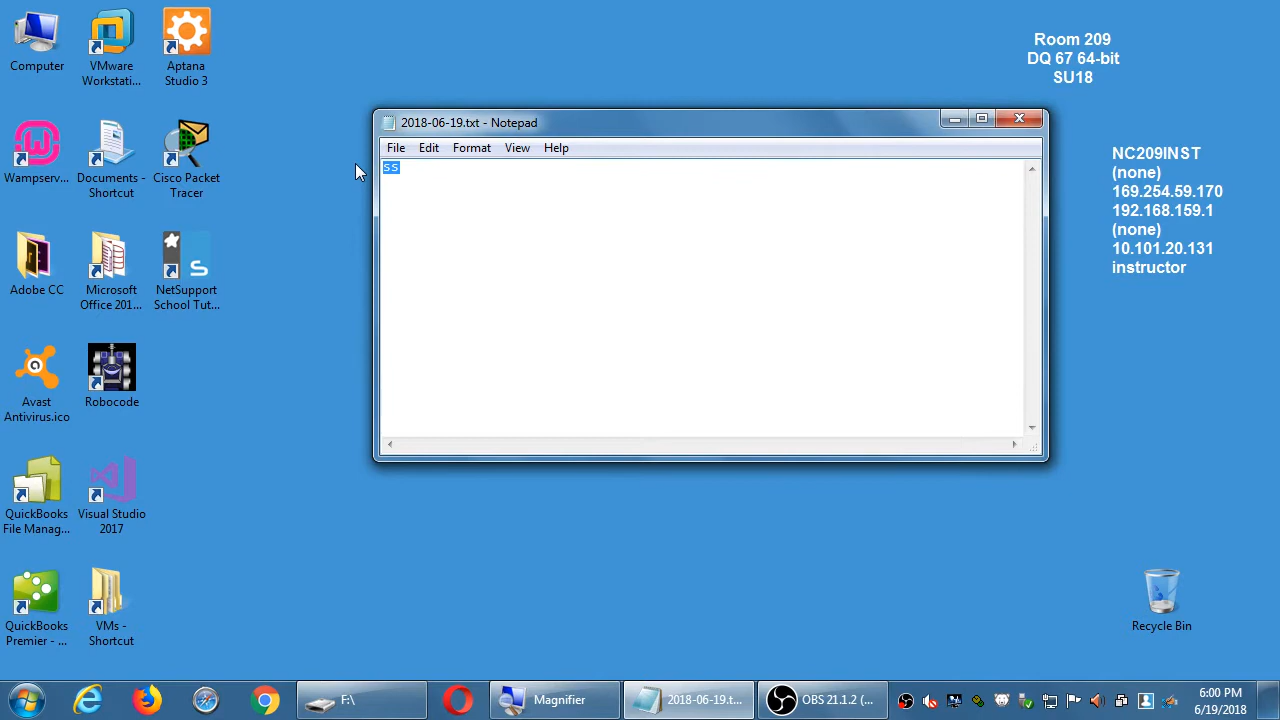 Computer
VMware
Workstati...
Aptana
Studio 3
Room 209
DQ 67 64-bit
SU18
2018-06-19.txt - Notepad
File Edit Format View Help
ss
Wampserv...
Documents -
Shortcut
Cisco Packet
Tracer
NC209INST
(none)
169.254.59.170
192.168.159.1
(none)
10.101.20.131
instructor
Adobe CC
Microsoft
Office 201...
NetSupport
School Tut...
Avast
Antivirus.ico
Robocode
QuickBooks
File Manag...
Visual Studio
2017
QuickBooks
Premier - ...
VMs -
Shortcut
Recycle Bin
F:\
Magnifier
2018-06-19.t...
OBS 21.1.2 (...
6:00 PM
6/19/2018